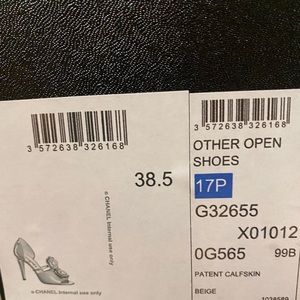 3 572638 326168
38.5
© CHANEL Internal use only
© CHANEL Internal use only
3 572638 326168
OTHER OPEN
SHOES
17P
G32655
X01012
0G565 99B
PATENT CALFSKIN
BEIGE